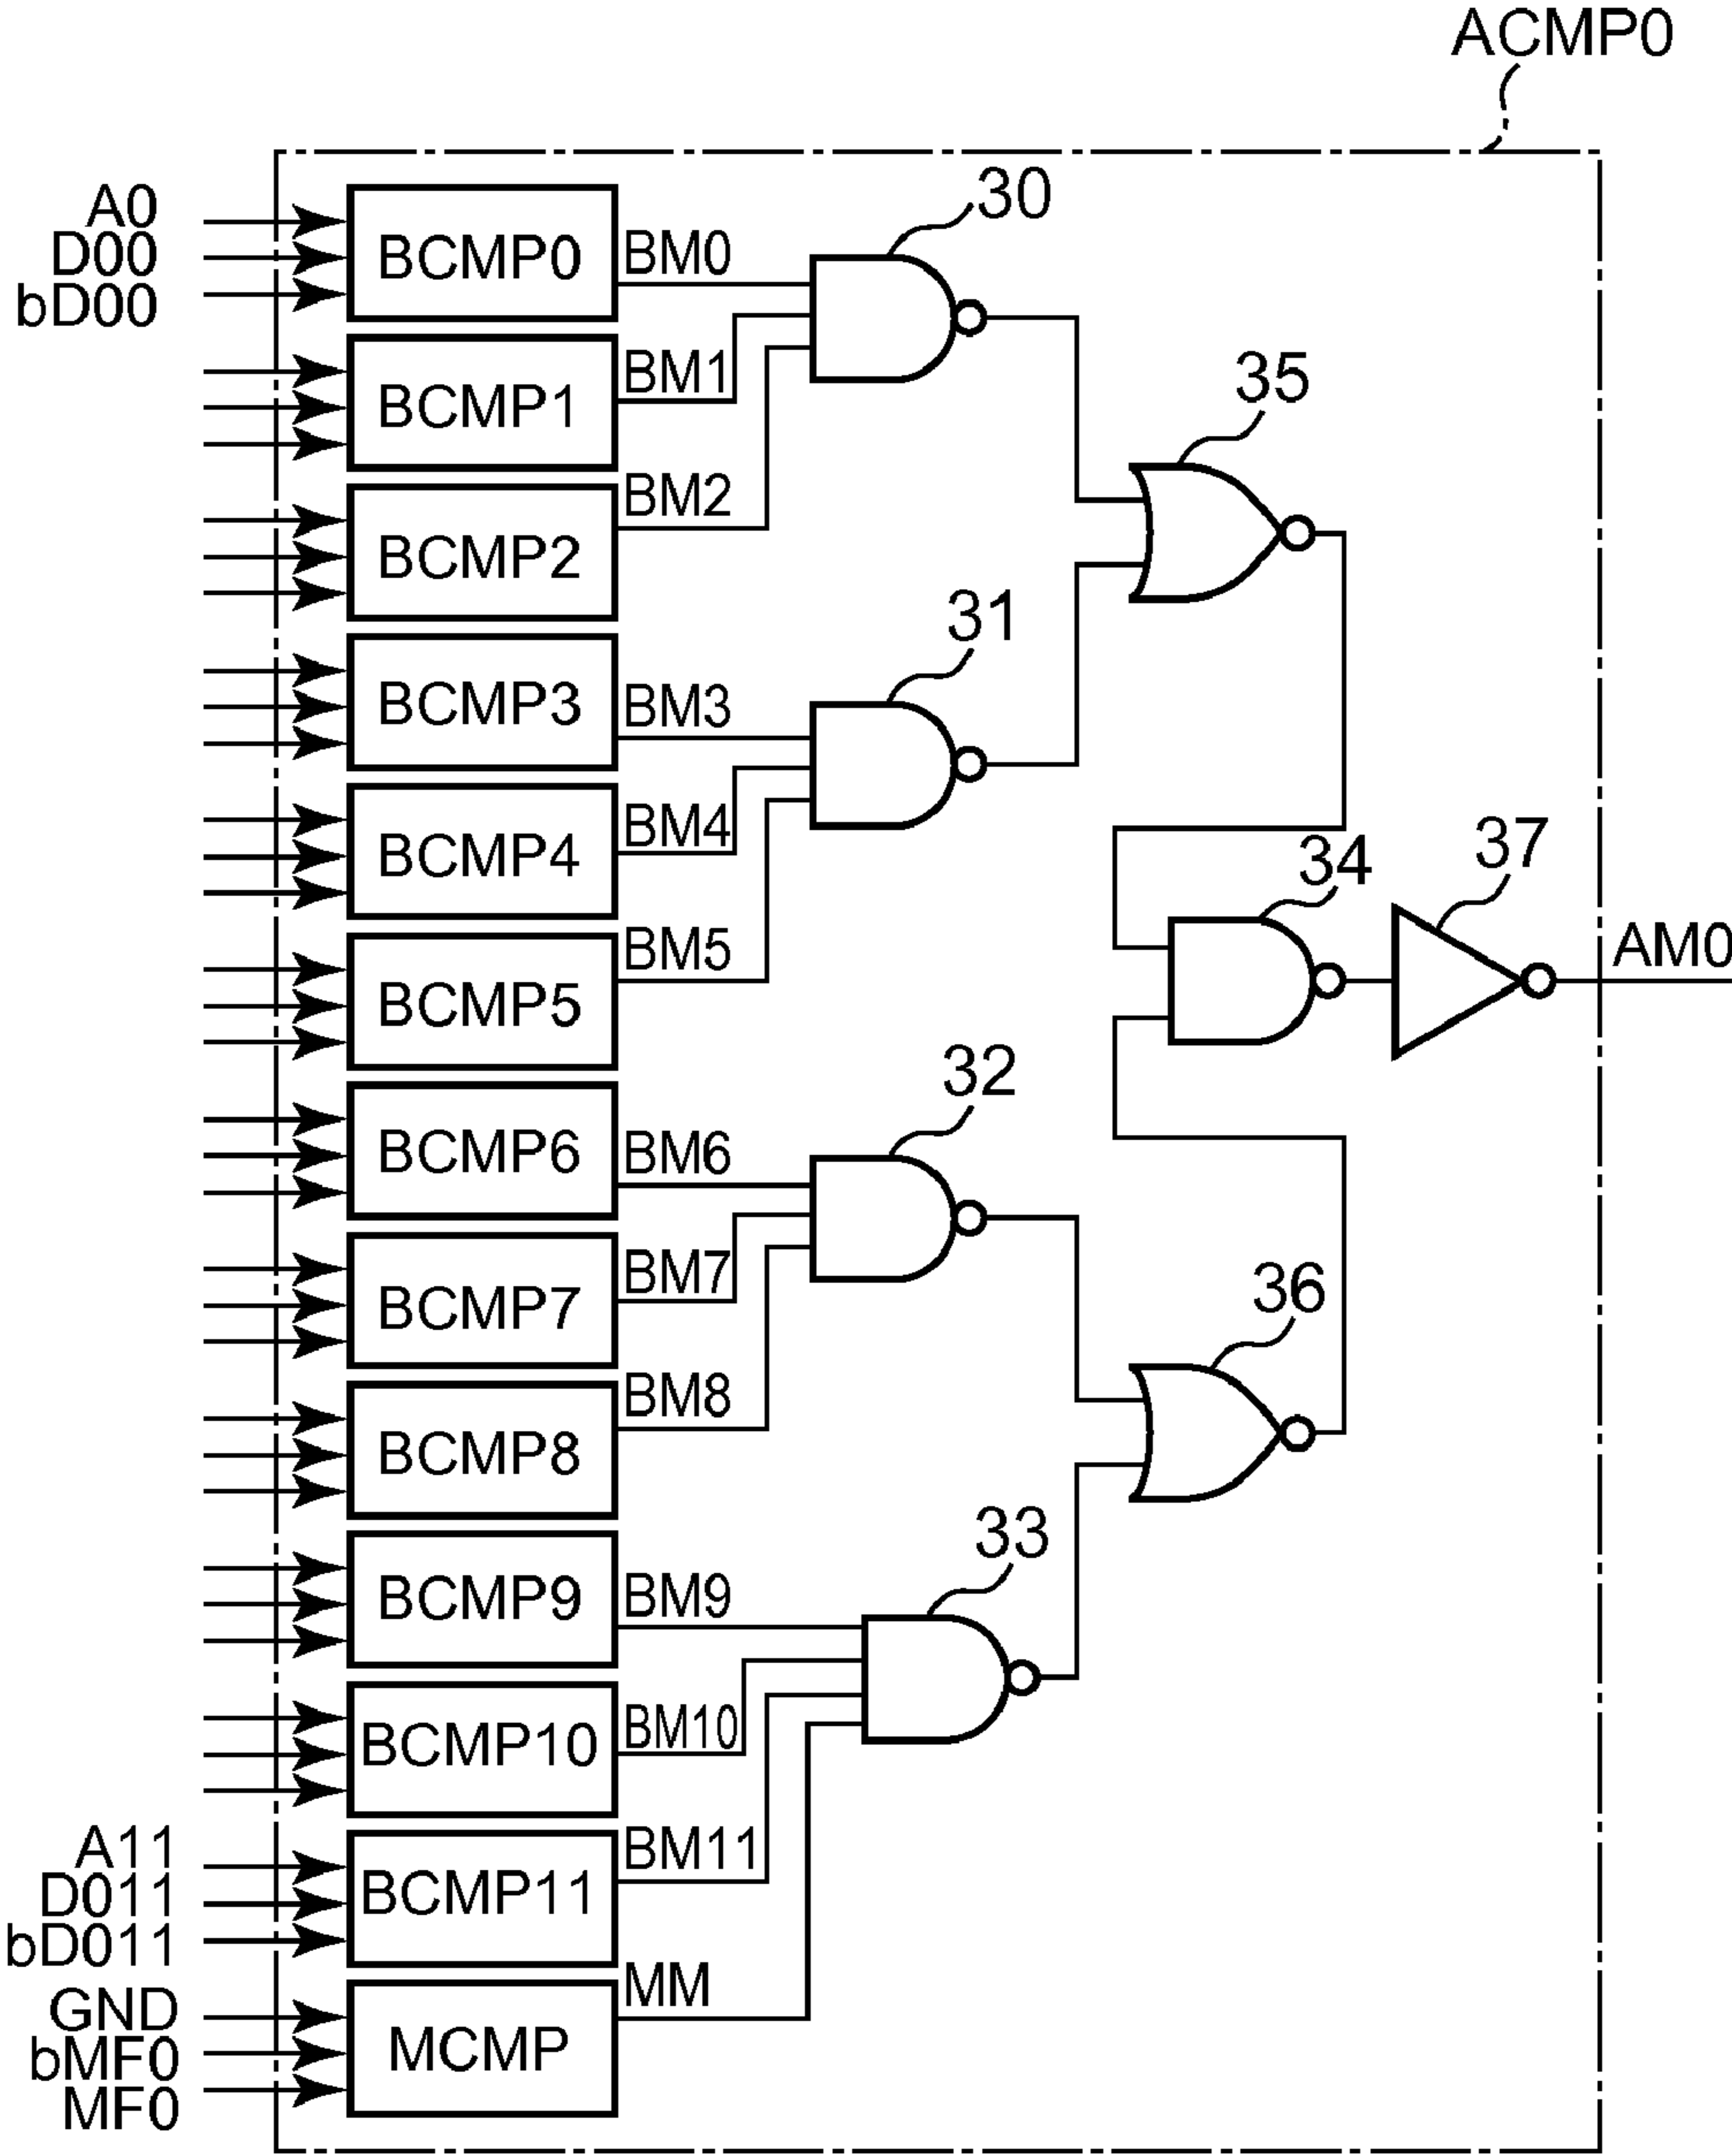 ACMP0
A0
D00
bD00
BCMP0
BM0
30
BCMP1
BM1
35
BCMP2
BM2
31
BCMP3
BM3
BCMP4
BM4
34
37
BCMP5
BM5
AM0
32
BCMP6
BM6
BCMP7
BM7
36
BCMP8
BM8
33
BCMP9
BM9
BCMP10
BM10
A11
D011
bD011
BCMP11
BM11
GND
bMF0
MF0
MCMP
MM